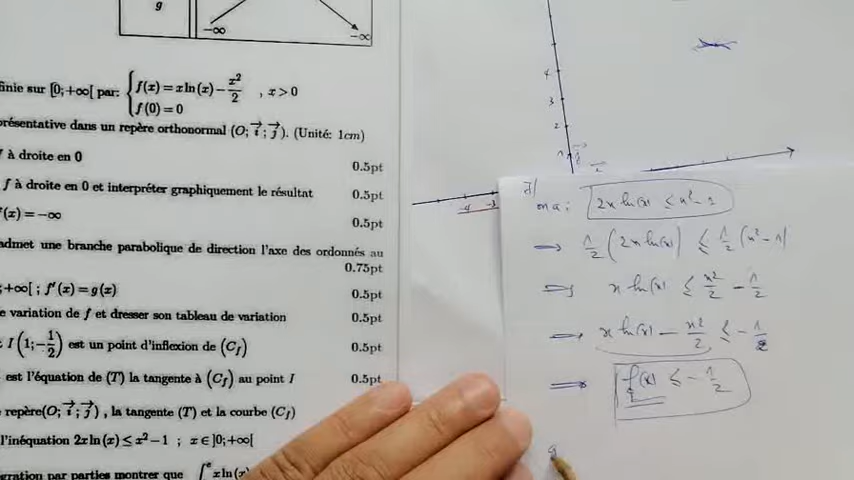 g
−∞
−∞
finie sur [0;+∞[ par: { f(x) = x ln(x) − x²/2 , x > 0
f(0) = 0
présentative dans un repère orthonormal (O; i⃗; j⃗). (Unité: 1cm)
f à droite en 0
0.5pt
f à droite en 0 et interpréter graphiquement le résultat
0.5pt
f(x) = −∞
0.5pt
admet une branche parabolique de direction l'axe des ordonnés au
0.75pt
;+∞[ ; f'(x) = g(x)
0.5pt
e variation de f et dresser son tableau de variation
0.5pt
I(1; −1/2) est un point d'inflexion de (C_f)
0.5pt
est l'équation de (T) la tangente à (C_f) au point I
0.5pt
repère(O; i⃗; j⃗), la tangente (T) et la courbe (C_f)
l'inéquation 2x ln(x) ≤ x² − 1 ; x ∈ ]0; +∞[
gration par parties montrer que ∫ᵉ x ln(x)
4
3
2
1
j⃗
-4
-3
on a : 2x ln(x) ≤ x² − 1
⟹ 1/2 (2x ln(x)) ≤ 1/2 (x² − 1)
⟹ x ln(x) ≤ x²/2 − 1/2
⟹ x ln(x) − x²/2 ≤ − 1/2
⟹ f(x) ≤ − 1/2